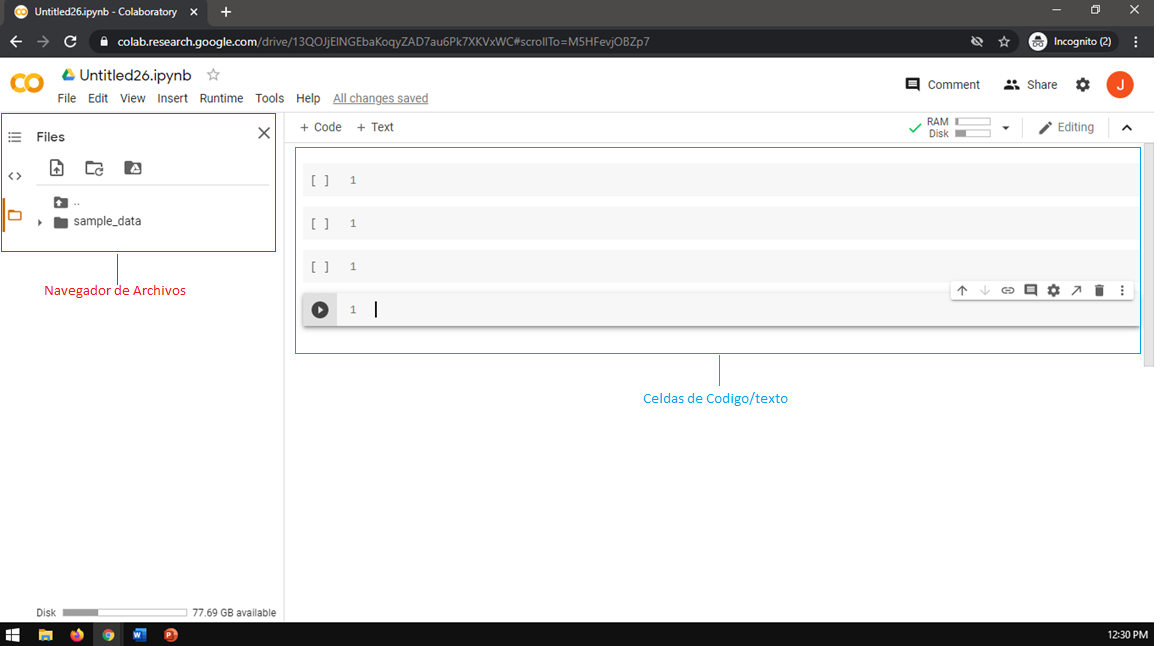 Untitled26.ipynb - Colaboratory
colab.research.google.com/drive/13QOJjElNGEbaKoqyZAD7au6Pk7XKVxWC#scrollTo=M5HFevjOBZp7
Incognito (2)
CO
Untitled26.ipynb
File Edit View Insert Runtime Tools Help All changes saved
Comment Share J
Files
+ Code + Text
RAM
Disk
Editing
..
sample_data
[ ] 1
[ ] 1
[ ] 1
1
Navegador de Archivos
Celdas de Codigo/texto
Disk 77.69 GB available
12:30 PM